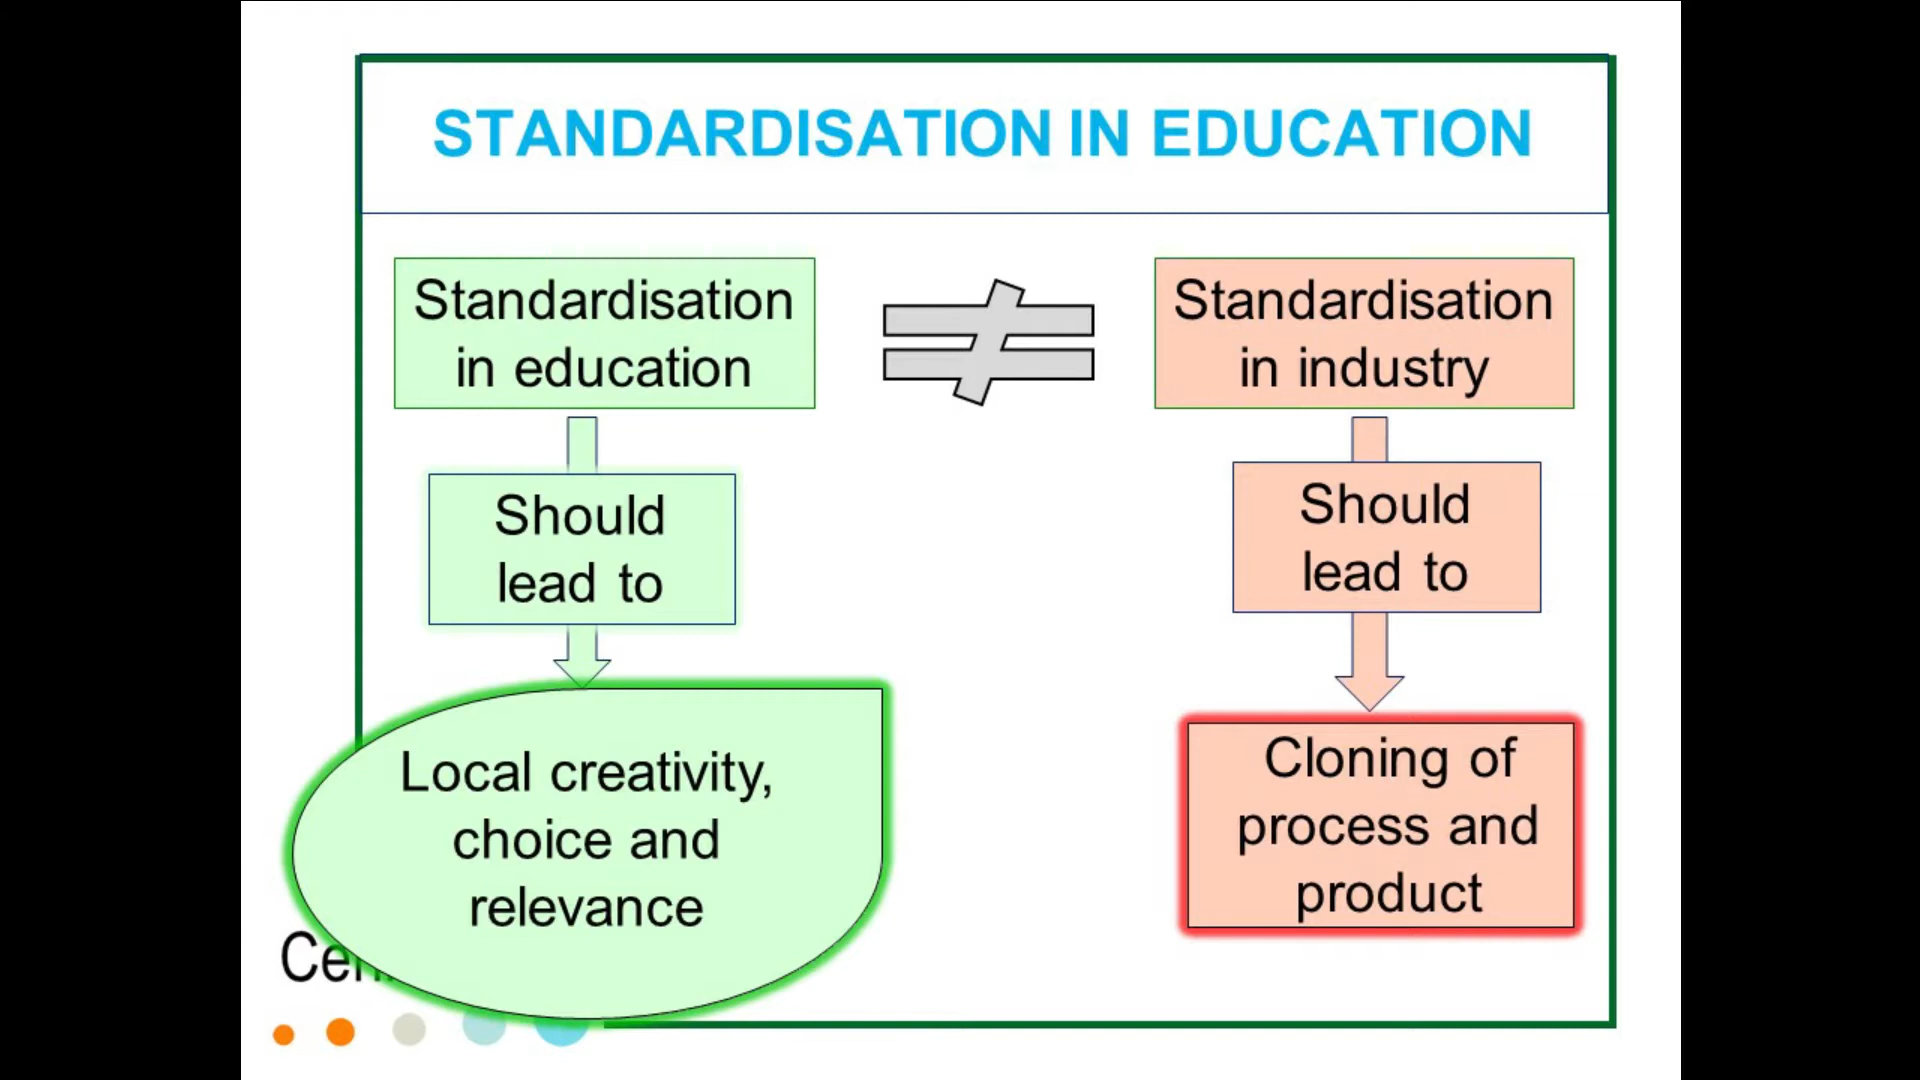 STANDARDISATION IN EDUCATION
Standardisation
in education
Should
lead to
Local creativity,
choice and
relevance
Standardisation
in industry
Should
lead to
Cloning of
process and
product